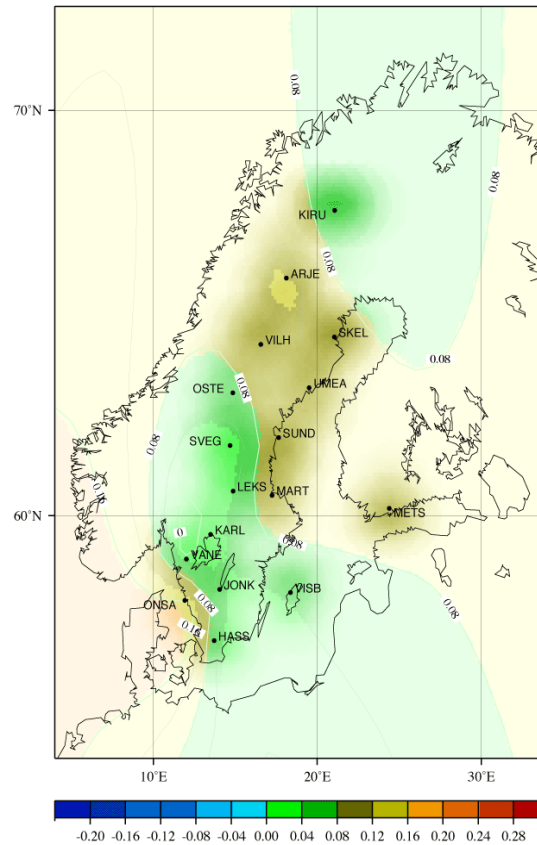 0.08
70°N
0.08
KIRU
0.08
ARJE
SKEL
VILH
0.08
UMEA
OSTE
0.08
0.08
SUND
SVEG
LEKS
MART
0.16
METS
60°N
KARL
0
0.08
VANE
JONK
VISB
ONSA
0.08
0.08
0.16
HASS
10°E 20°E 30°E
-0.20 -0.16 -0.12 -0.08 -0.04 0.00 0.04 0.08 0.12 0.16 0.20 0.24 0.28